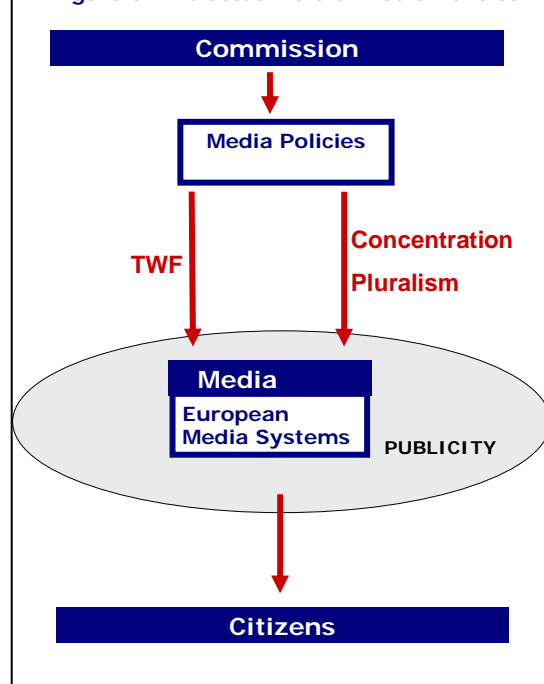 Commission
Media Policies
TWF
Concentration
Pluralism
Media
European
Media Systems
PUBLICITY
Citizens